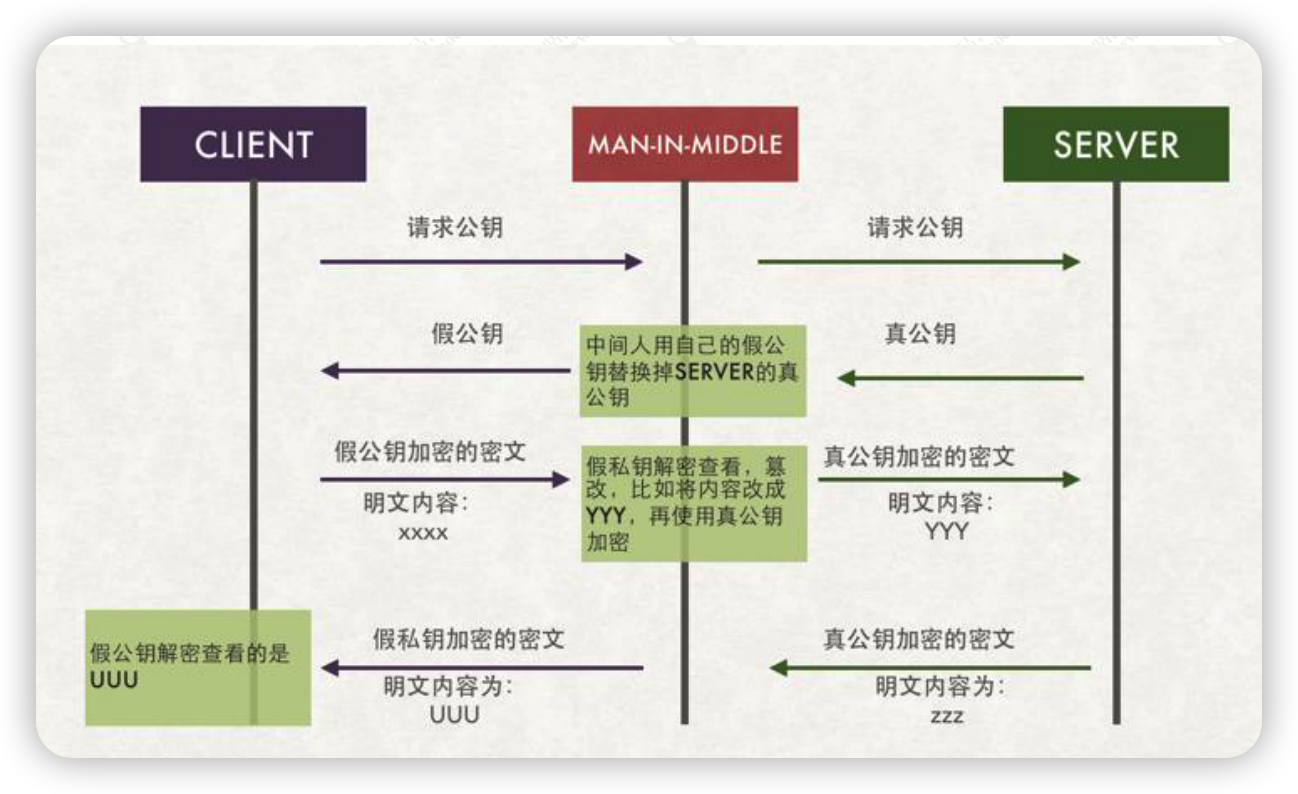 CLIENT
MAN-IN-MIDDLE
SERVER
请求公钥
请求公钥
假公钥
中间人用自己的假公
钥替换掉SERVER的真
公钥
真公钥
假公钥加密的密文
明文内容：
xxxx
假私钥解密查看，篡
改，比如将内容改成
YYY，再使用真公钥
加密
真公钥加密的密文
明文内容：
YYY
假公钥解密查看的是
UUU
假私钥加密的密文
明文内容为：
UUU
真公钥加密的密文
明文内容为：
zzz